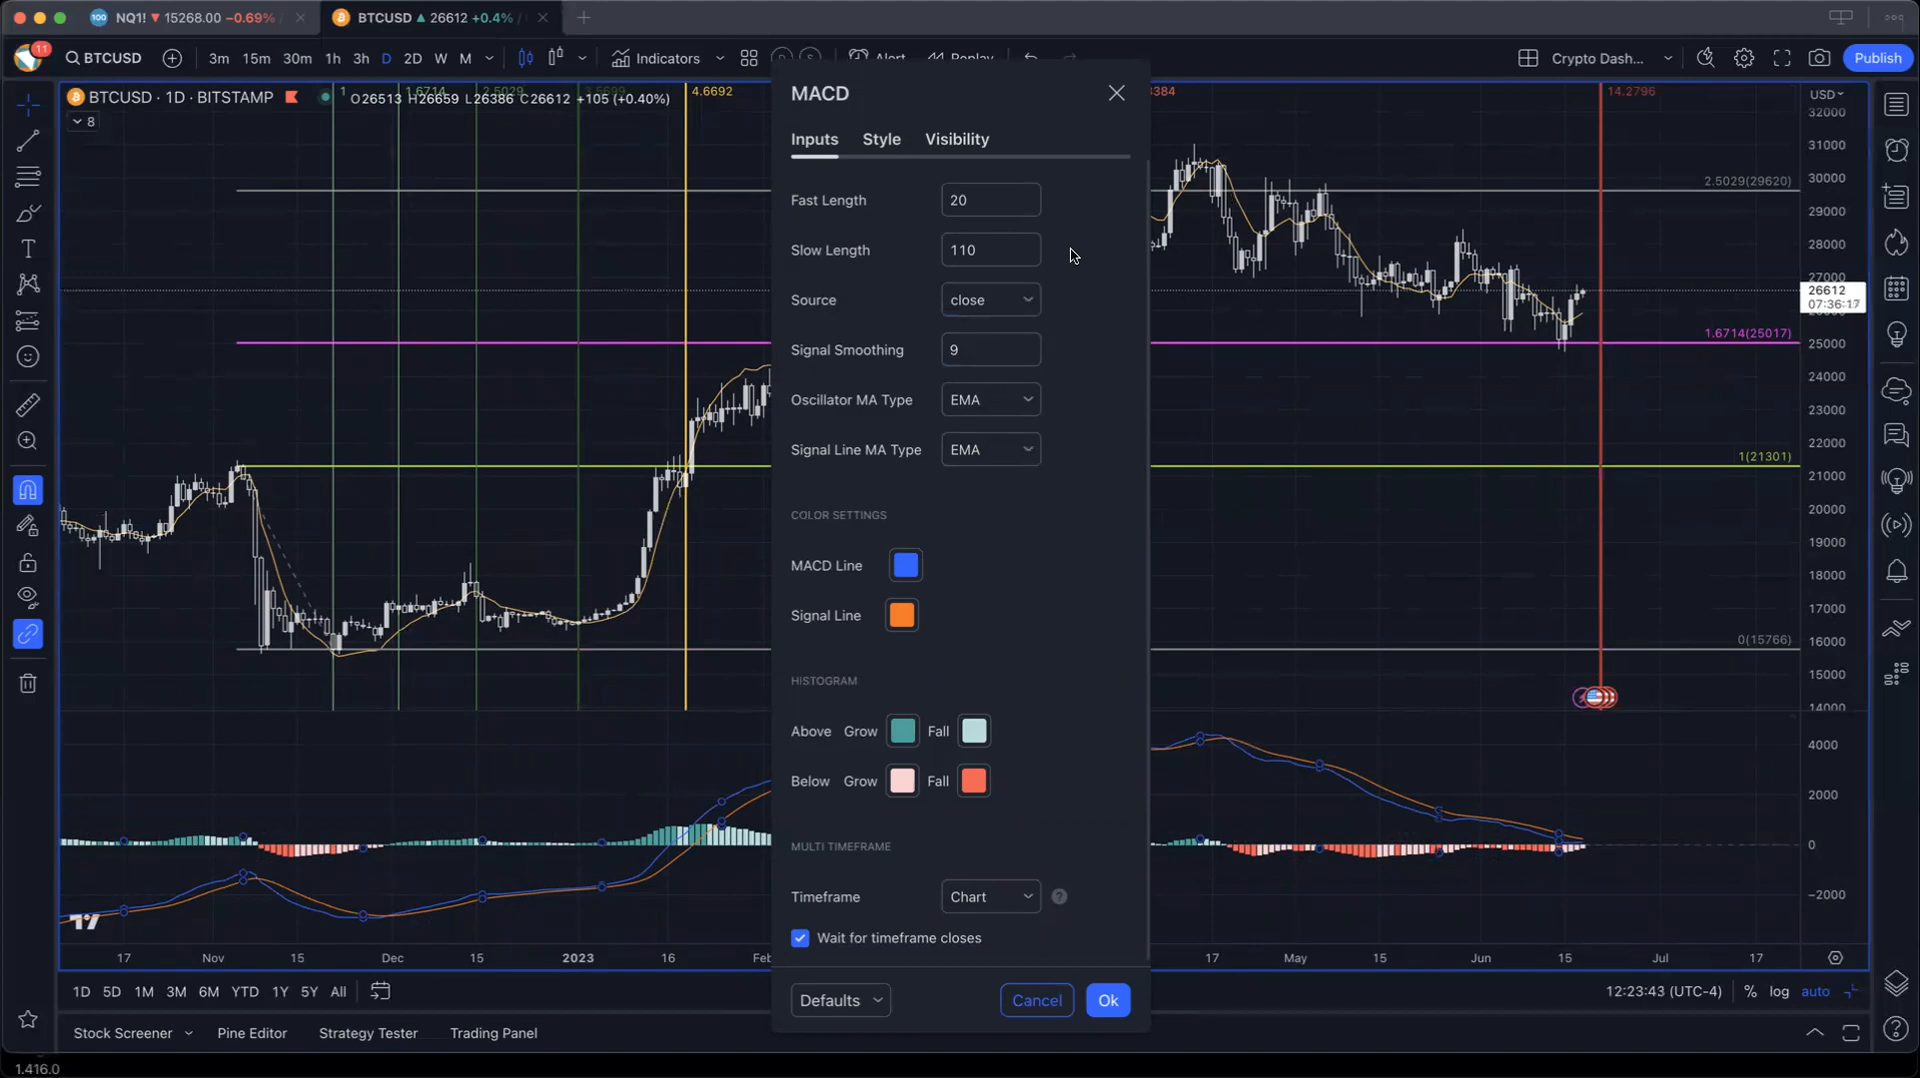 NQ1! ▼ 15268.00 −0.69% /
BTCUSD ▲ 26612 +0.4% /
11
BTCUSD
3m 15m 30m 1h 3h D 2D W M
Indicators
Alert
Replay
Crypto Dash...
Publish
BTCUSD · 1D · BITSTAMP
O26513 H26659 L26386 C26612 +105 (+0.40%)
8
1
1.6714
2.5029
4.6692
8384
14.2796
USD
MACD
Inputs Style Visibility
Fast Length 20
Slow Length 110
Source close
Signal Smoothing 9
Oscillator MA Type EMA
Signal Line MA Type EMA
COLOR SETTINGS
MACD Line
Signal Line
HISTOGRAM
Above Grow Fall
Below Grow Fall
MULTI TIMEFRAME
Timeframe Chart ?
Wait for timeframe closes
Defaults Cancel Ok
2.5029(29620)
1.6714(25017)
1(21301)
0(15766)
32000
31000
30000
29000
28000
27000
26612
07:36:17
25000
24000
23000
22000
21000
20000
19000
18000
17000
16000
15000
14000
4000
2000
0
−2000
17 Nov 15 Dec 15 2023 16 Feb
17 May 15 Jun 15 Jul 17
1D 5D 1M 3M 6M YTD 1Y 5Y All
12:23:43 (UTC-4) % log auto
Stock Screener Pine Editor Strategy Tester Trading Panel
1.416.0